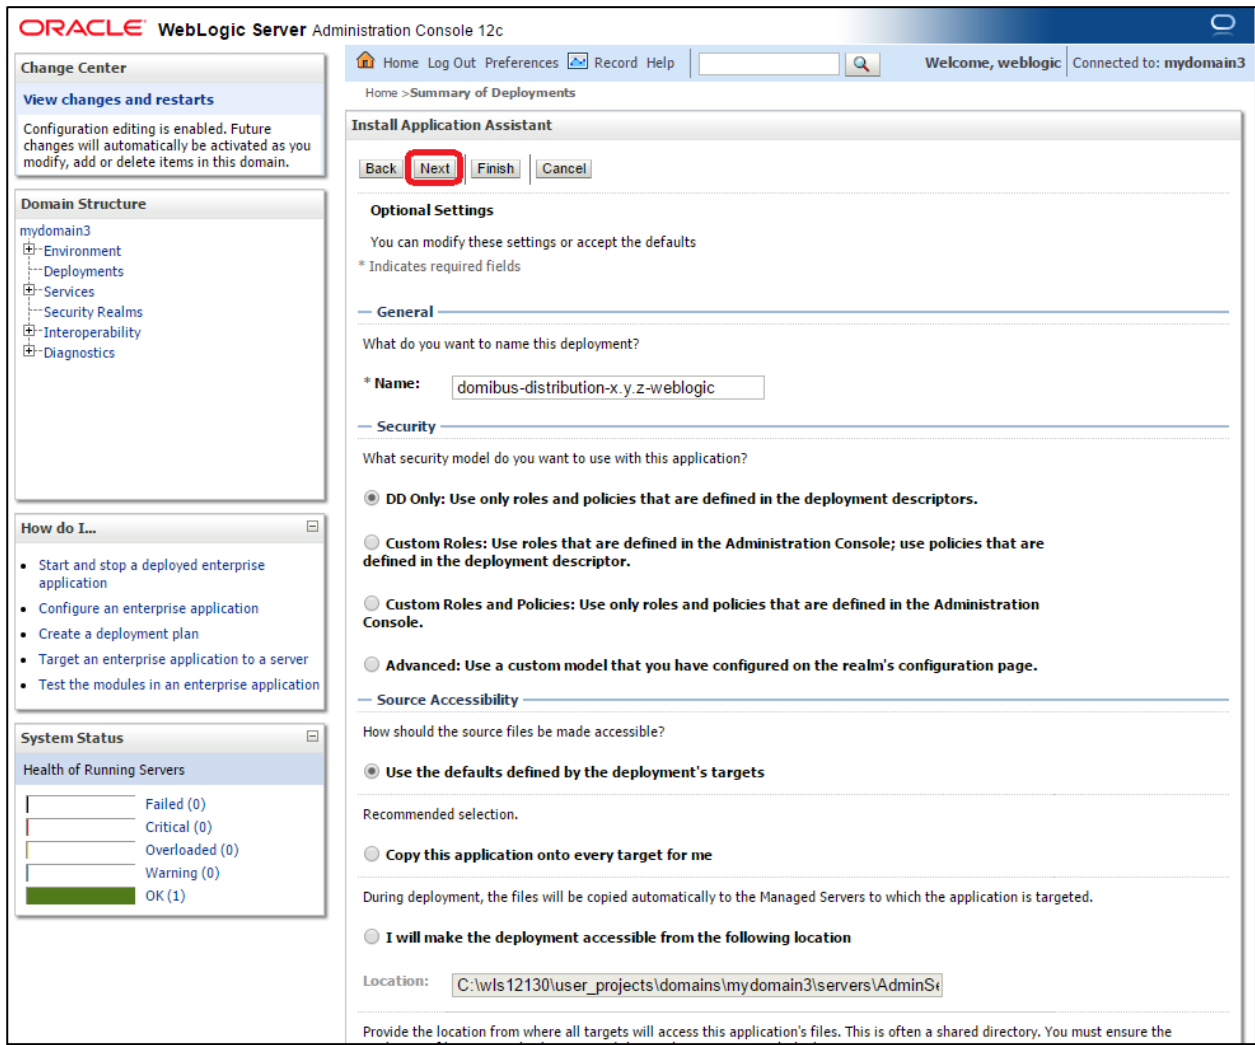 ORACLE WebLogic Server Administration Console 12c
Change Center
View changes and restarts
Configuration editing is enabled. Future
changes will automatically be activated as you
modify, add or delete items in this domain.
Domain Structure
mydomain3
Environment
Deployments
Services
Security Realms
Interoperability
Diagnostics
How do I...
Start and stop a deployed enterprise
application
Configure an enterprise application
Create a deployment plan
Target an enterprise application to a server
Test the modules in an enterprise application
System Status
Health of Running Servers
Failed (0)
Critical (0)
Overloaded (0)
Warning (0)
OK (1)
Home Log Out Preferences Record Help
Welcome, weblogic Connected to: mydomain3
Home >Summary of Deployments
Install Application Assistant
Back Next Finish Cancel
Optional Settings
You can modify these settings or accept the defaults
* Indicates required fields
General
What do you want to name this deployment?
* Name: domibus-distribution-x.y.z-weblogic
Security
What security model do you want to use with this application?
DD Only: Use only roles and policies that are defined in the deployment descriptors.
Custom Roles: Use roles that are defined in the Administration Console; use policies that are
defined in the deployment descriptor.
Custom Roles and Policies: Use only roles and policies that are defined in the Administration
Console.
Advanced: Use a custom model that you have configured on the realm's configuration page.
Source Accessibility
How should the source files be made accessible?
Use the defaults defined by the deployment's targets
Recommended selection.
Copy this application onto every target for me
During deployment, the files will be copied automatically to the Managed Servers to which the application is targeted.
I will make the deployment accessible from the following location
Location: C:\wls12130\user_projects\domains\mydomain3\servers\AdminSe
Provide the location from where all targets will access this application's files. This is often a shared directory. You must ensure the